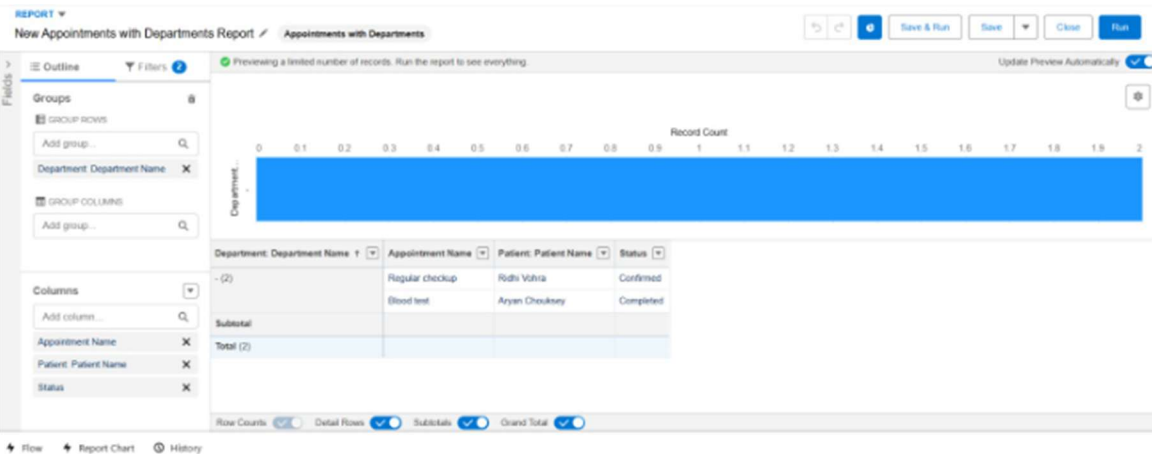 REPORT
New Appointments with Departments Report
Appointments with Departments
Save & Run
Save
Close
Run
Fields
Outline
Filters 2
Previewing a limited number of records. Run the report to see everything.
Update Preview Automatically
Groups
GROUP ROWS
Add group...
Department: Department Name
GROUP COLUMNS
Add group...
Columns
Add column...
Appointment Name
Patient: Patient Name
Status
Record Count
0 0.1 0.2 0.3 0.4 0.5 0.6 0.7 0.8 0.9 1 1.1 1.2 1.3 1.4 1.5 1.6 1.7 1.8 1.9 2
Department...
-
Department: Department Name ↑ Appointment Name Patient: Patient Name Status
- (2) Regular checkup Ridhi Vohra Confirmed
Blood test Aryan Chouksey Completed
Subtotal
Total (2)
Row Counts Detail Rows Subtotals Grand Total
Flow Report Chart History